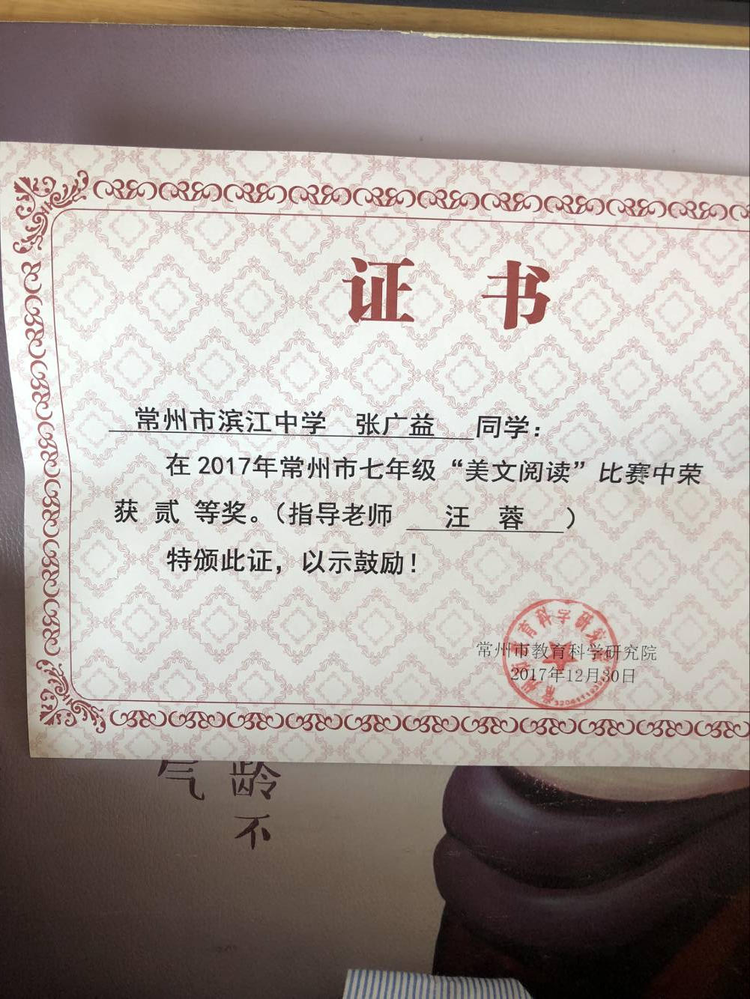 证 书
常州市滨江中学 张广益 同学：
在 2017年常州市七年级“美文阅读”比赛中荣
获 贰 等奖。（指导老师 汪 蓉 ）
特颁此证，以示鼓励！
常州市教育科学研究院
2017年12月30日
龄
不
气